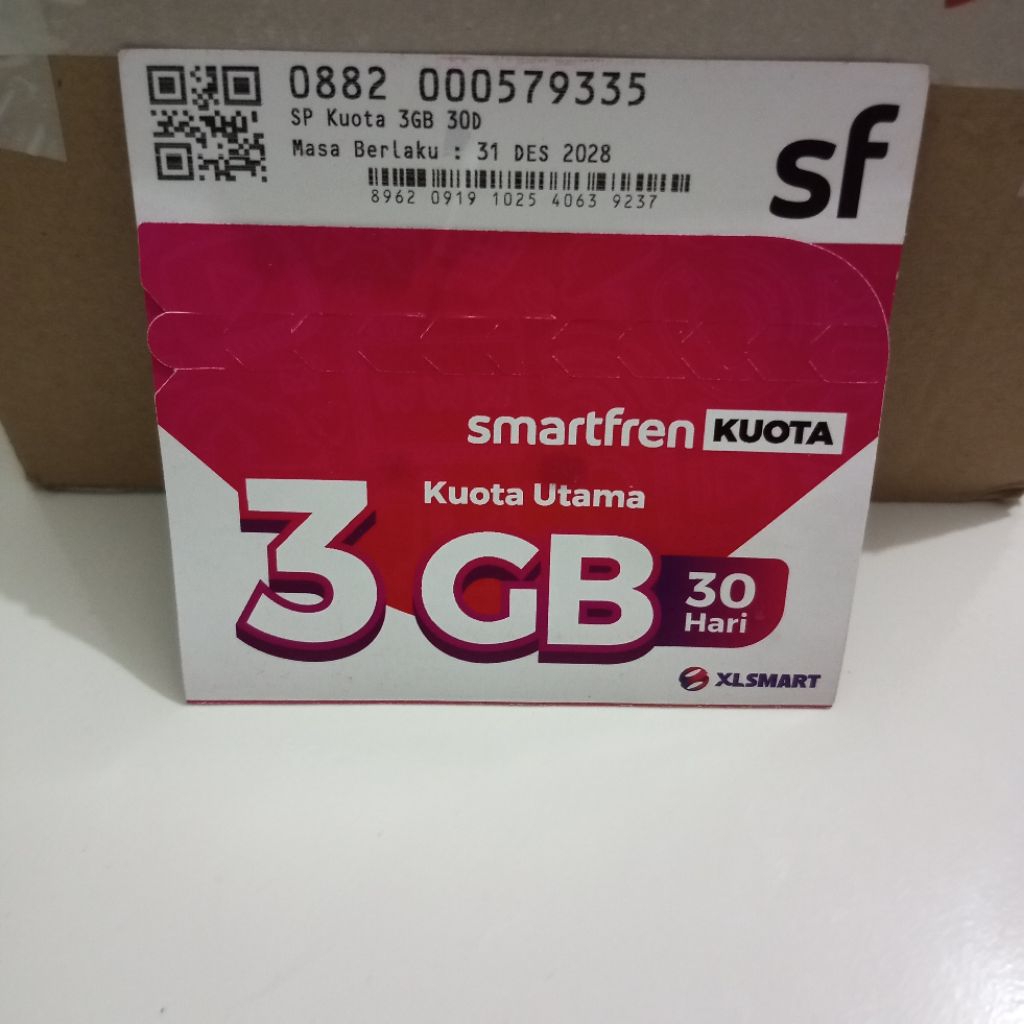 0882 000579335
SP Kuota 3GB 30D
Masa Berlaku : 31 DES 2028
8962 0919 1025 4063 9237
sf
smartfren KUOTA
Kuota Utama
3 GB
30
Hari
XLSMART